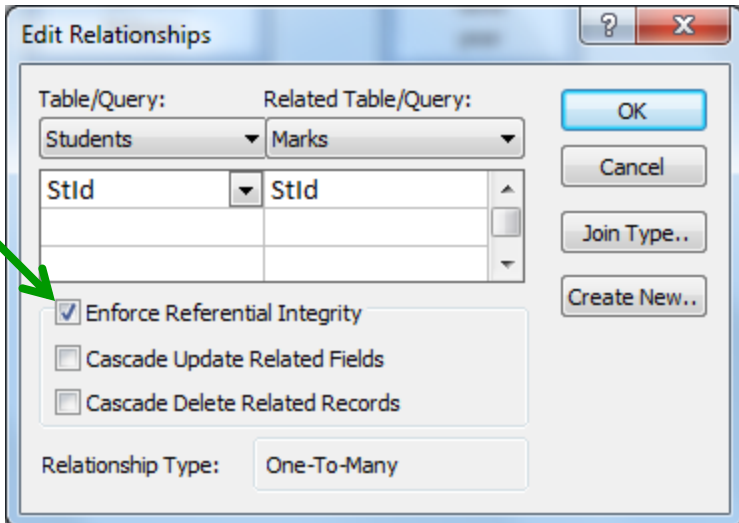 Edit Relationships
Table/Query: Related Table/Query:
Students Marks
StId StId
Enforce Referential Integrity
Cascade Update Related Fields
Cascade Delete Related Records
Relationship Type: One-To-Many
OK
Cancel
Join Type..
Create New..